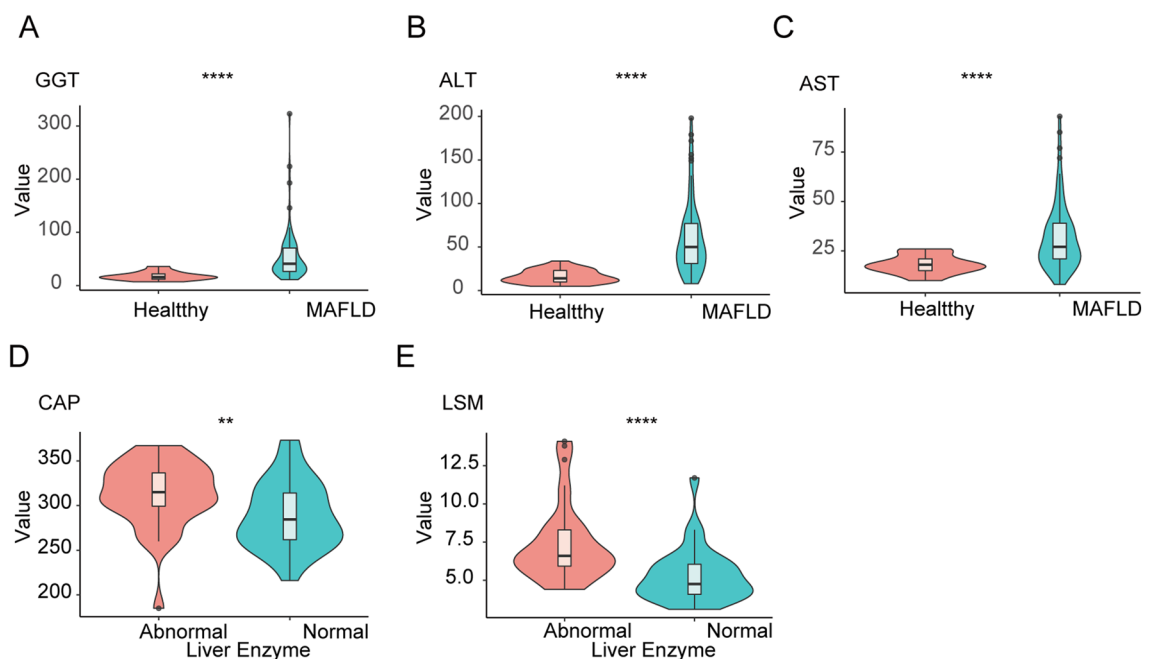 A
B
C
GGT
****
ALT
****
AST
****
300
200
100
0
Value
Healtthy
MAFLD
200
150
100
50
0
Value
Healtthy
MAFLD
75
50
25
Value
Healtthy
MAFLD
D
E
CAP
**
LSM
****
350
300
250
200
Value
Abnormal
Normal
Liver Enzyme
12.5
10.0
7.5
5.0
Value
Abnormal
Normal
Liver Enzyme